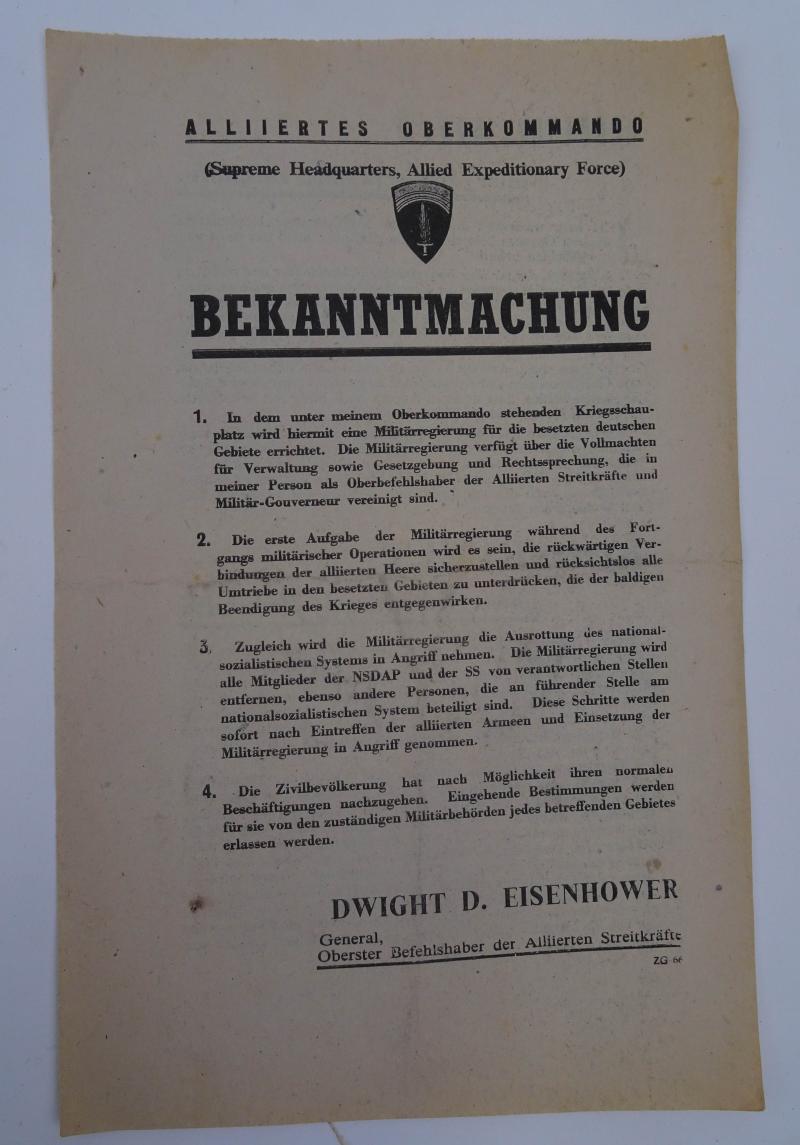 ALLIIERTES OBERKOMMANDO
(Supreme Headquarters, Allied Expeditionary Force)
BEKANNTMACHUNG
1. In dem unter meinem Oberkommando stehenden Kriegsschau-
platz wird hiermit eine Militärregierung für die besetzten deutschen
Gebiete errichtet. Die Militärregierung verfügt über die Vollmachten
für Verwaltung sowie Gesetzgebung und Rechtssprechung, die in
meiner Person als Oberbefehlshaber der Alliierten Streitkräfte und
Militär-Gouverneur vereinigt sind.
2. Die erste Aufgabe der Militärregierung während des Fort-
gangs militärischer Operationen wird es sein, die rückwärtigen Ver-
bindungen der alliierten Heere sicherzustellen und rücksichtslos alle
Umtriebe in den besetzten Gebieten zu unterdrücken, die der baldigen
Beendigung des Krieges entgegenwirken.
3. Zugleich wird die Militärregierung die Ausrottung des national-
sozialistischen Systems in Angriff nehmen. Die Militärregierung wird
alle Mitglieder der NSDAP und der SS von verantwortlichen Stellen
entfernen, ebenso andere Personen, die an führender Stelle am
nationalsozialistischen System beteiligt sind. Diese Schritte werden
sofort nach Eintreffen der alliierten Armeen und Einsetzung der
Militärregierung in Angriff genommen.
4. Die Zivilbevölkerung hat nach Möglichkeit ihren normalen
Beschäftigungen nachzugehen. Eingehende Bestimmungen werden
für sie von den zuständigen Militärbehörden jedes betreffenden Gebietes
erlassen werden.
DWIGHT D. EISENHOWER
General,
Oberster Befehlshaber der Alliierten Streitkräfte
ZG